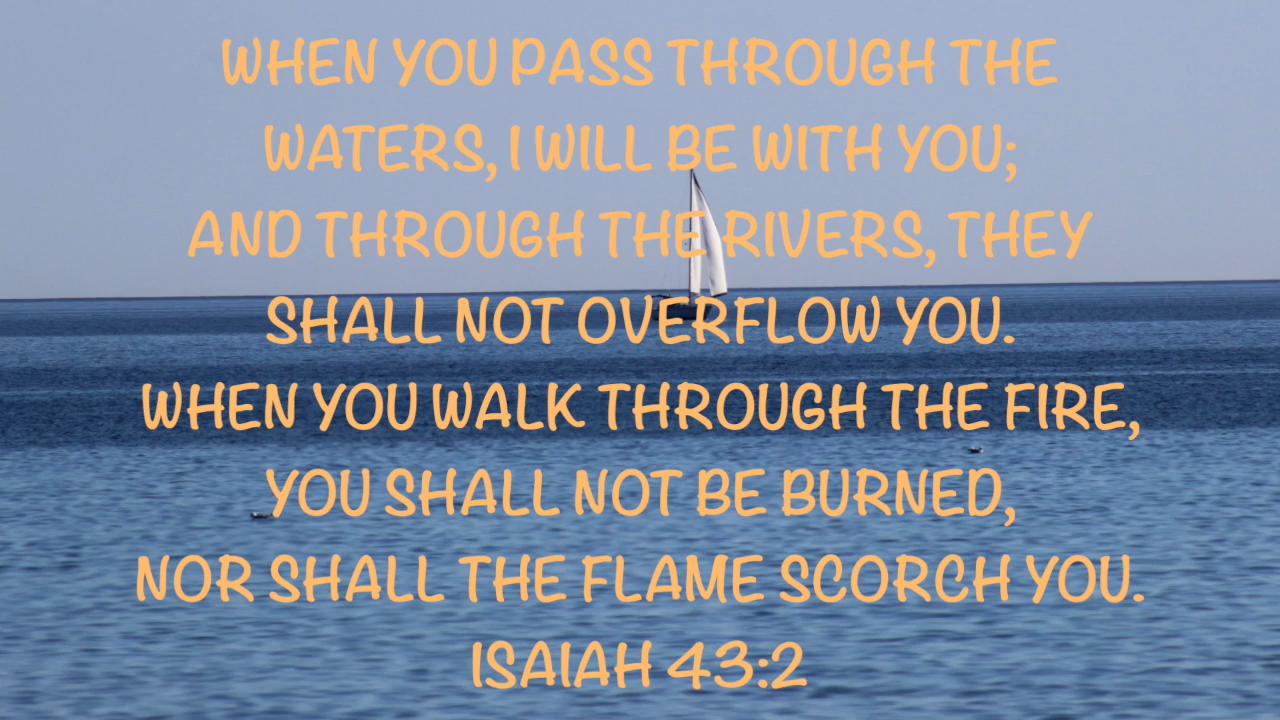 WHEN YOU PASS THROUGH THE
WATERS, I WILL BE WITH YOU;
AND THROUGH THE RIVERS, THEY
SHALL NOT OVERFLOW YOU.
WHEN YOU WALK THROUGH THE FIRE,
YOU SHALL NOT BE BURNED,
NOR SHALL THE FLAME SCORCH YOU.
ISAIAH 43:2